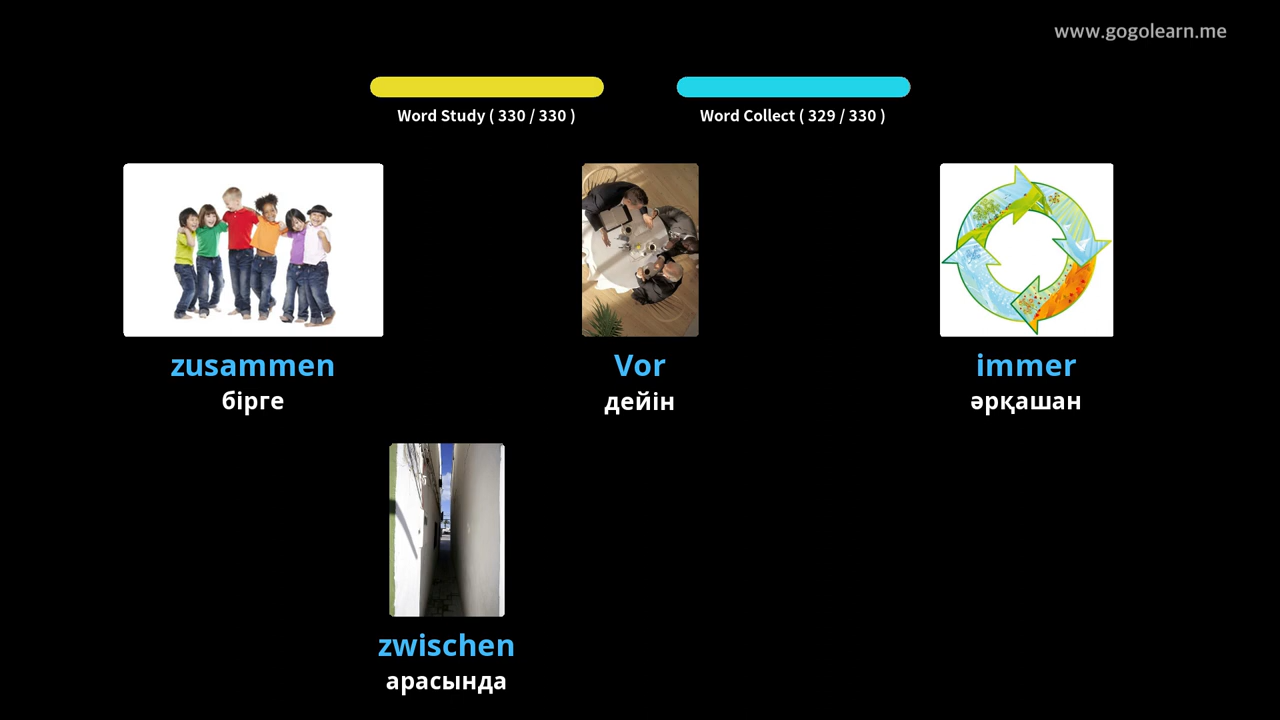 www.gogolearn.me
Word Study ( 330 / 330 )
Word Collect ( 329 / 330 )
zusammen
бірге
Vor
дейін
immer
әрқашан
zwischen
арасында